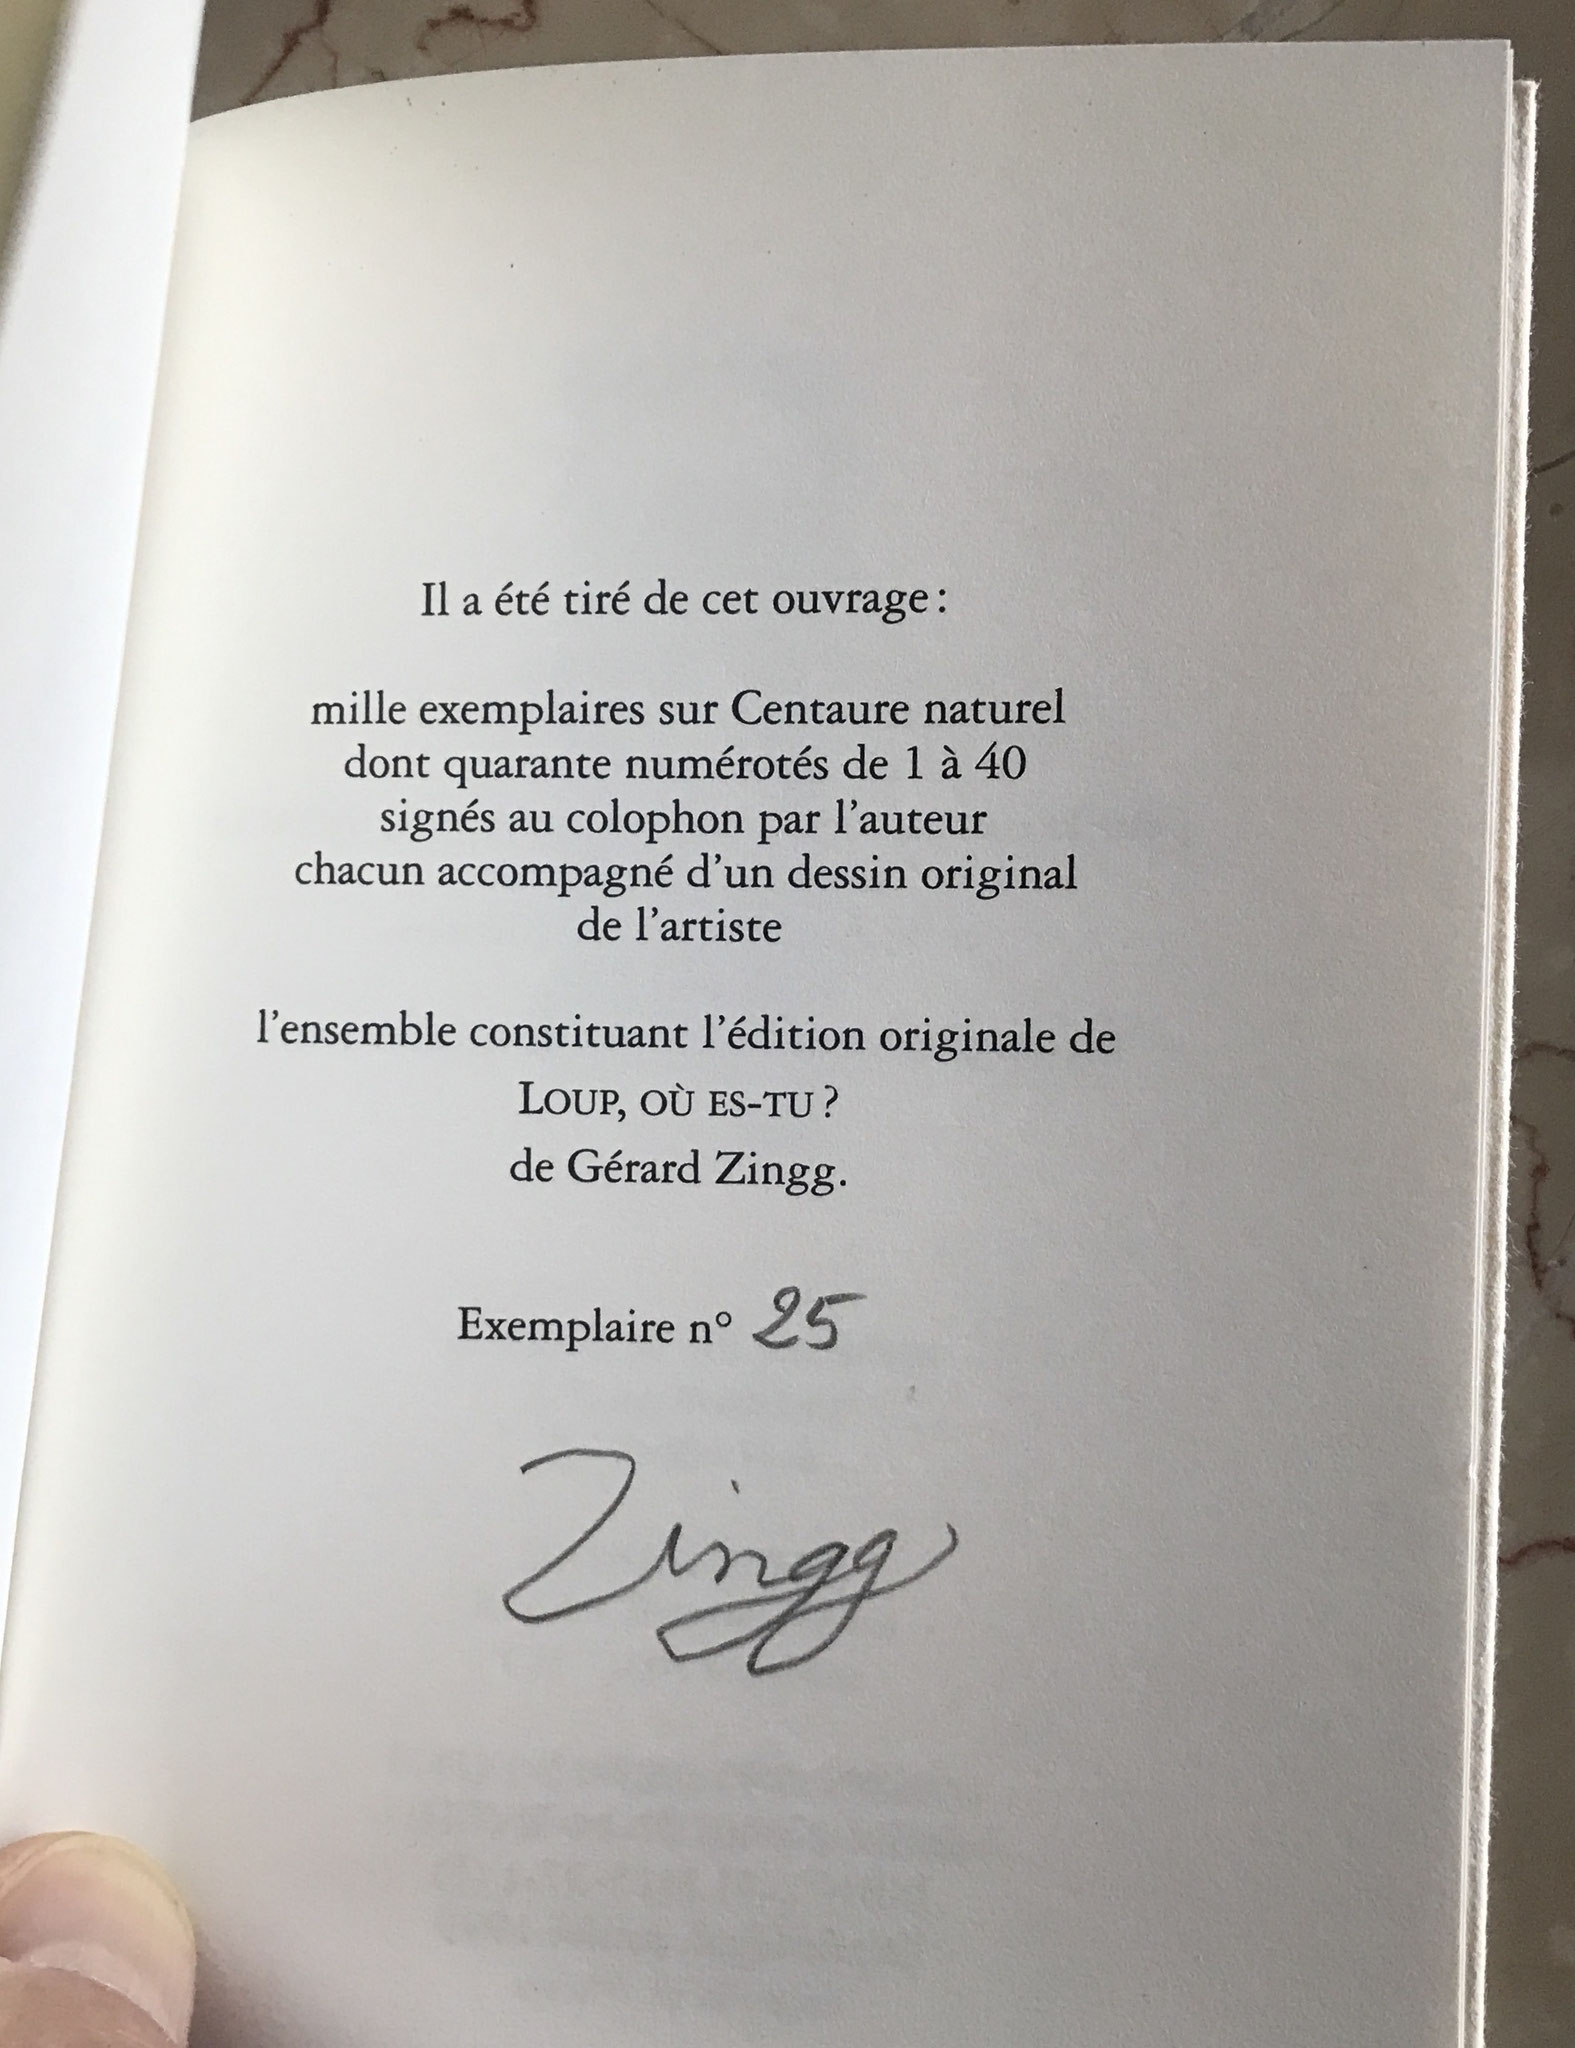 Il a été tiré de cet ouvrage :
mille exemplaires sur Centaure naturel
dont quarante numérotés de 1 à 40
signés au colophon par l’auteur
chacun accompagné d’un dessin original
de l’artiste
l’ensemble constituant l’édition originale de
LOUP, OÙ ES-TU ?
de Gérard Zingg.
Exemplaire n° 25
Zingg